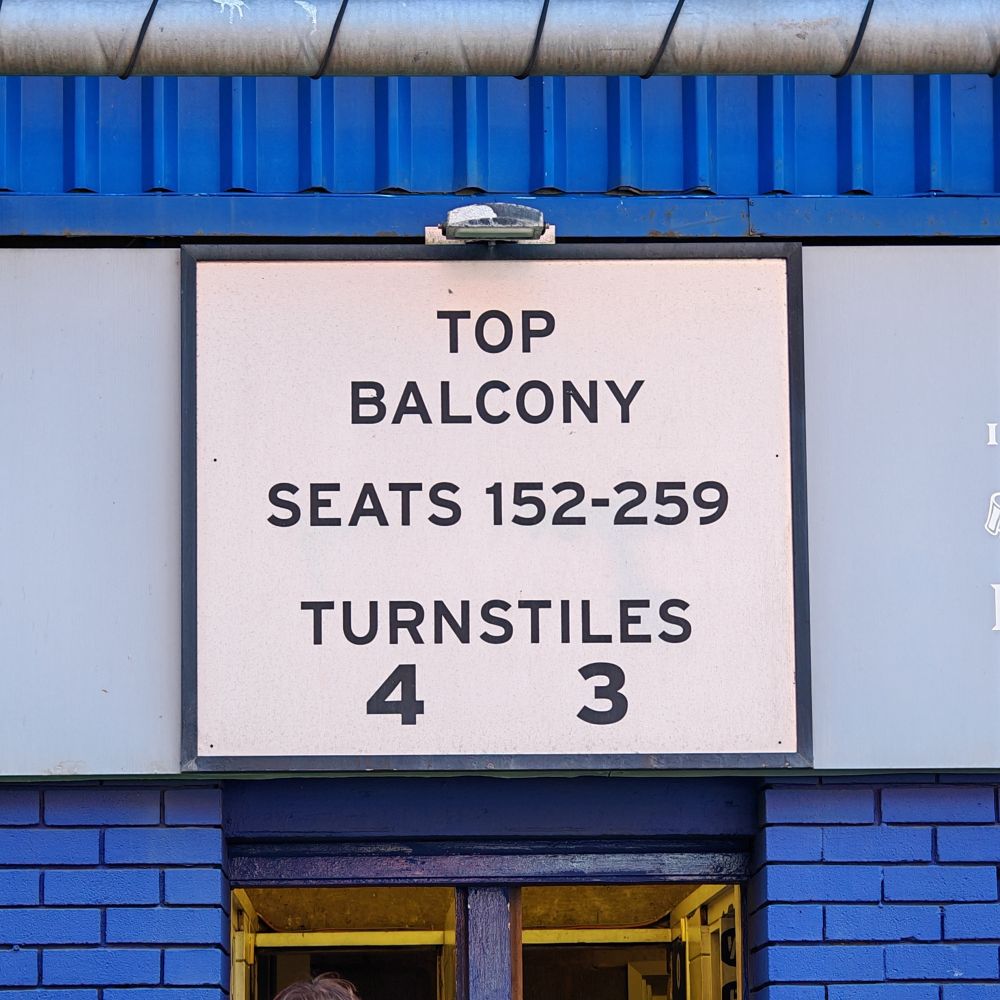 TOP
BALCONY
SEATS 152-259
TURNSTILES
4 3